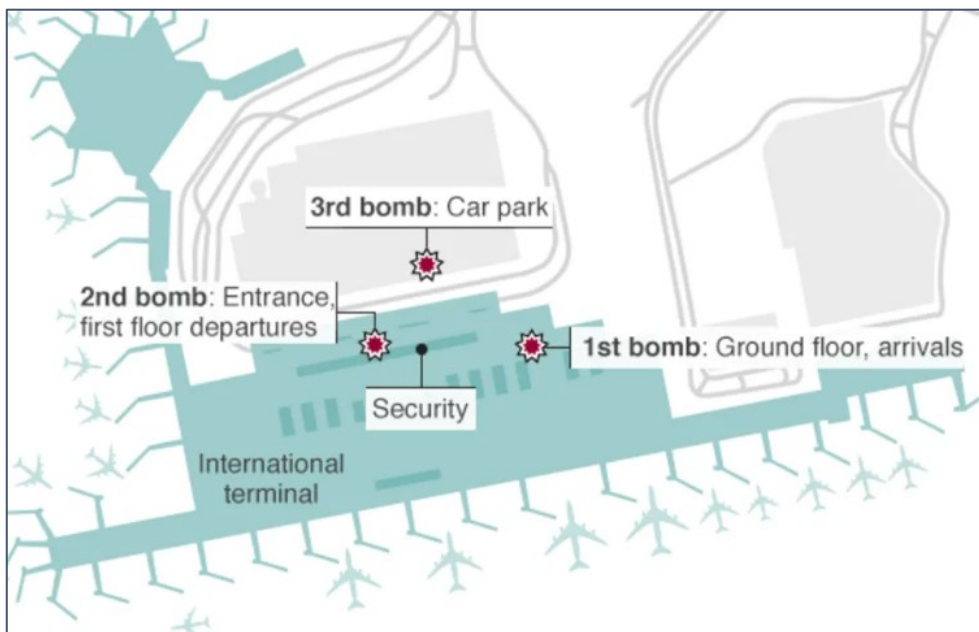 3rd bomb: Car park
2nd bomb: Entrance,
first floor departures
1st bomb: Ground floor, arrivals
Security
International
terminal